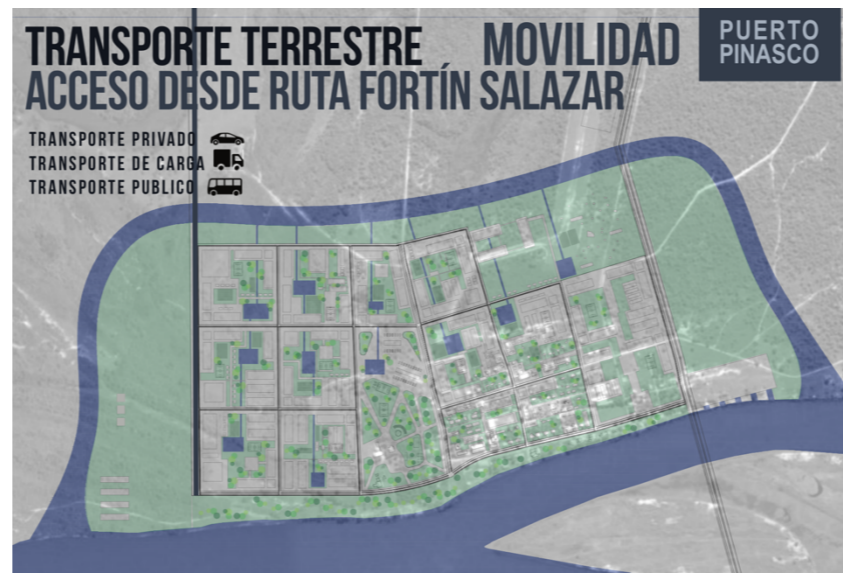 TRANSPORTE TERRESTRE MOVILIDAD
ACCESO DESDE RUTA FORTÍN SALAZAR
PUERTO
PINASCO
TRANSPORTE PRIVADO
TRANSPORTE DE CARGA
TRANSPORTE PUBLICO